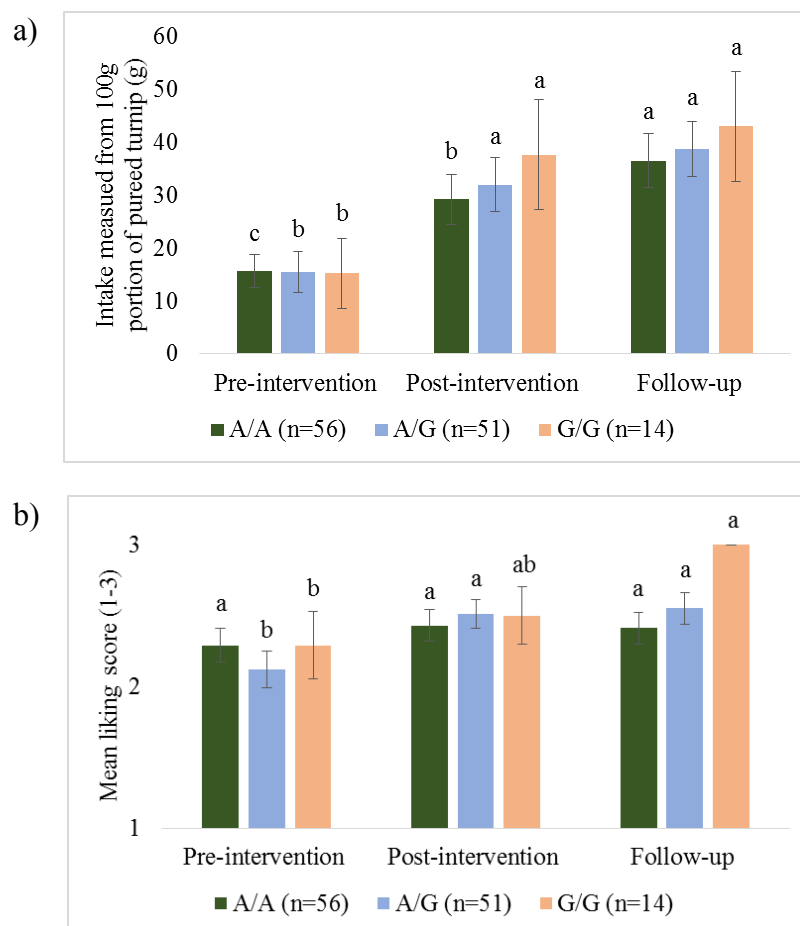 a)
Intake measued from 100g
portion of pureed turnip (g)
60
50
40
30
20
10
0
c b b
b a a
a a a
Pre-intervention Post-intervention Follow-up
A/A (n=56) A/G (n=51) G/G (n=14)
b)
Mean liking score (1-3)
3
2
1
a b b
a a ab
a a a
Pre-intervention Post-intervention Follow-up
A/A (n=56) A/G (n=51) G/G (n=14)